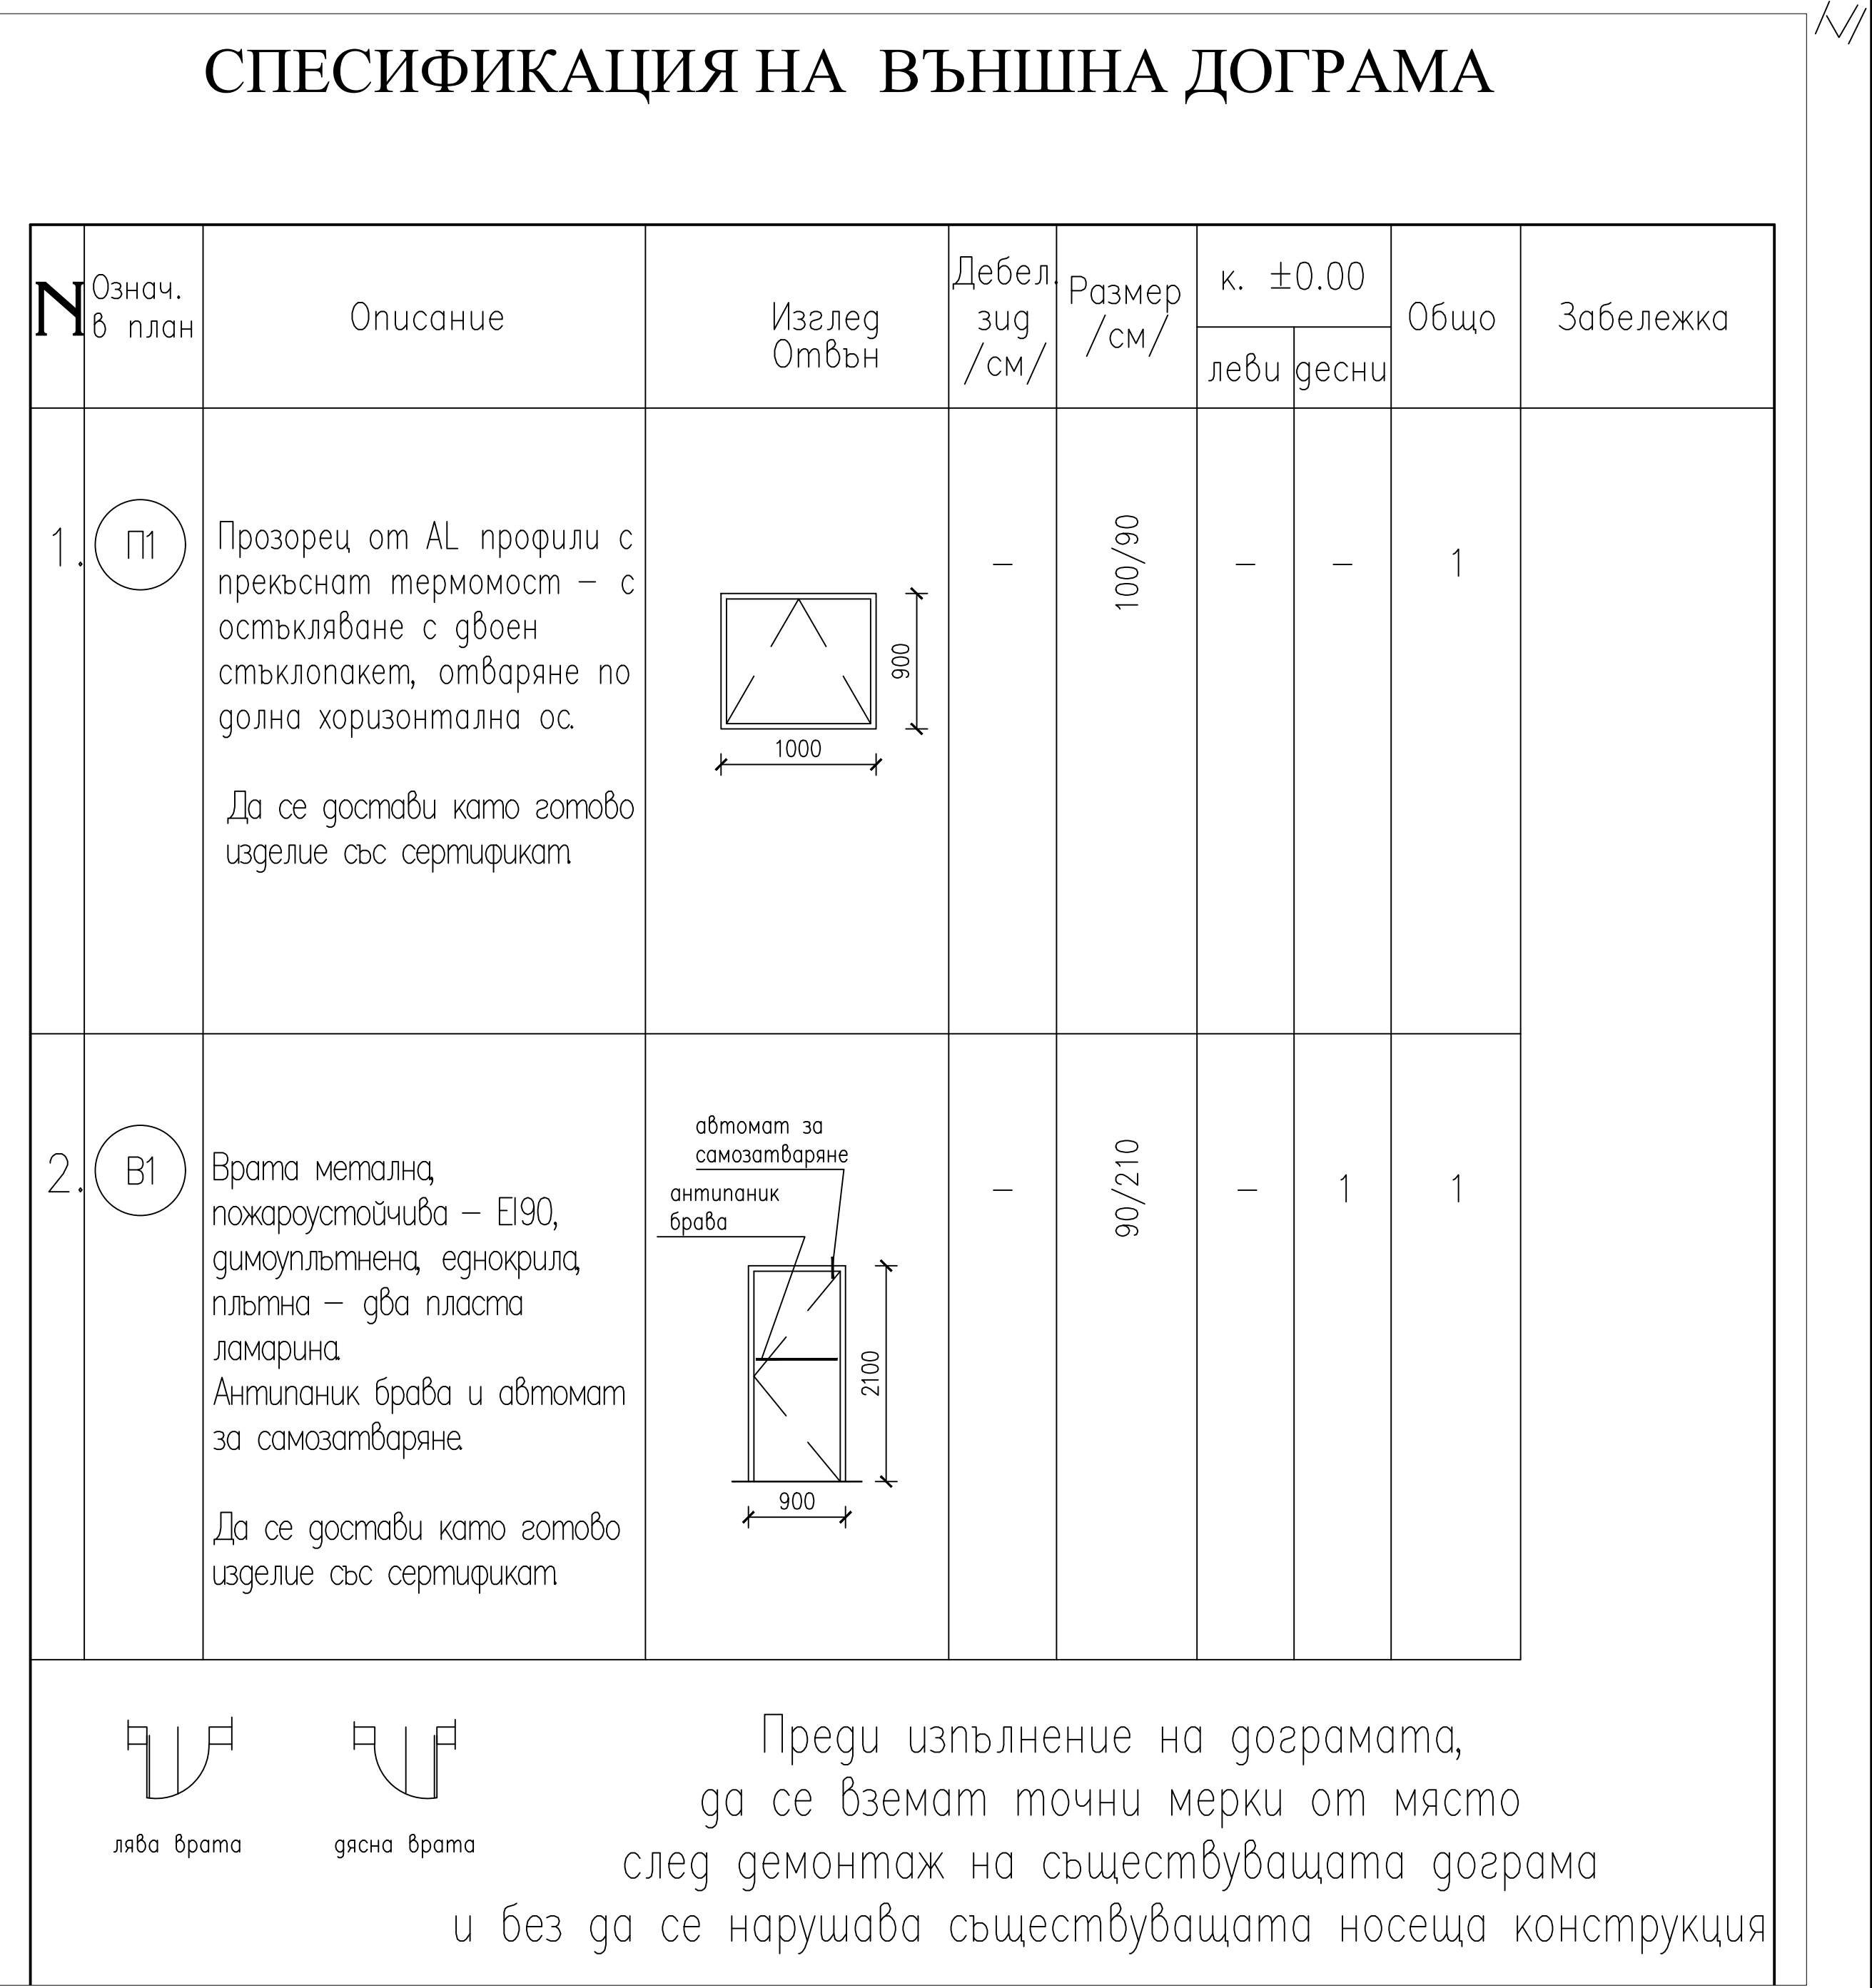 СПЕСИФИКАЦИЯ НА ВЪНШНА ДОГРАМА
N
Означ.
в план
Описание
Изглед
Отвън
Дебел.
зид
/см/
Размер
/см/
к. ±0.00
леви
десни
Общо
Забележка
1.
П1
Прозорец от AL профили с
прекъснат термомост – с
остъкляване с двоен
стъклопакет, отваряне по
долна хоризонтална ос.
Да се достави като готово
изделие със сертификат.
900
1000
–
100/90
–
–
1
2.
В1
Врата метална,
пожароустойчива – EI90,
димоуплътнена, еднокрила,
плътна – два пласта
ламарина.
Антипаник брава и автомат
за самозатваряне.
Да се достави като готово
изделие със сертификат.
автомат за
самозатваряне
антипаник
брава
2100
900
–
90/210
–
1
1
лява врата
дясна врата
Преди изпълнение на дограмата,
да се вземат точни мерки от място
след демонтаж на съществуващата дограма
и без да се нарушава съществуващата носеща конструкция